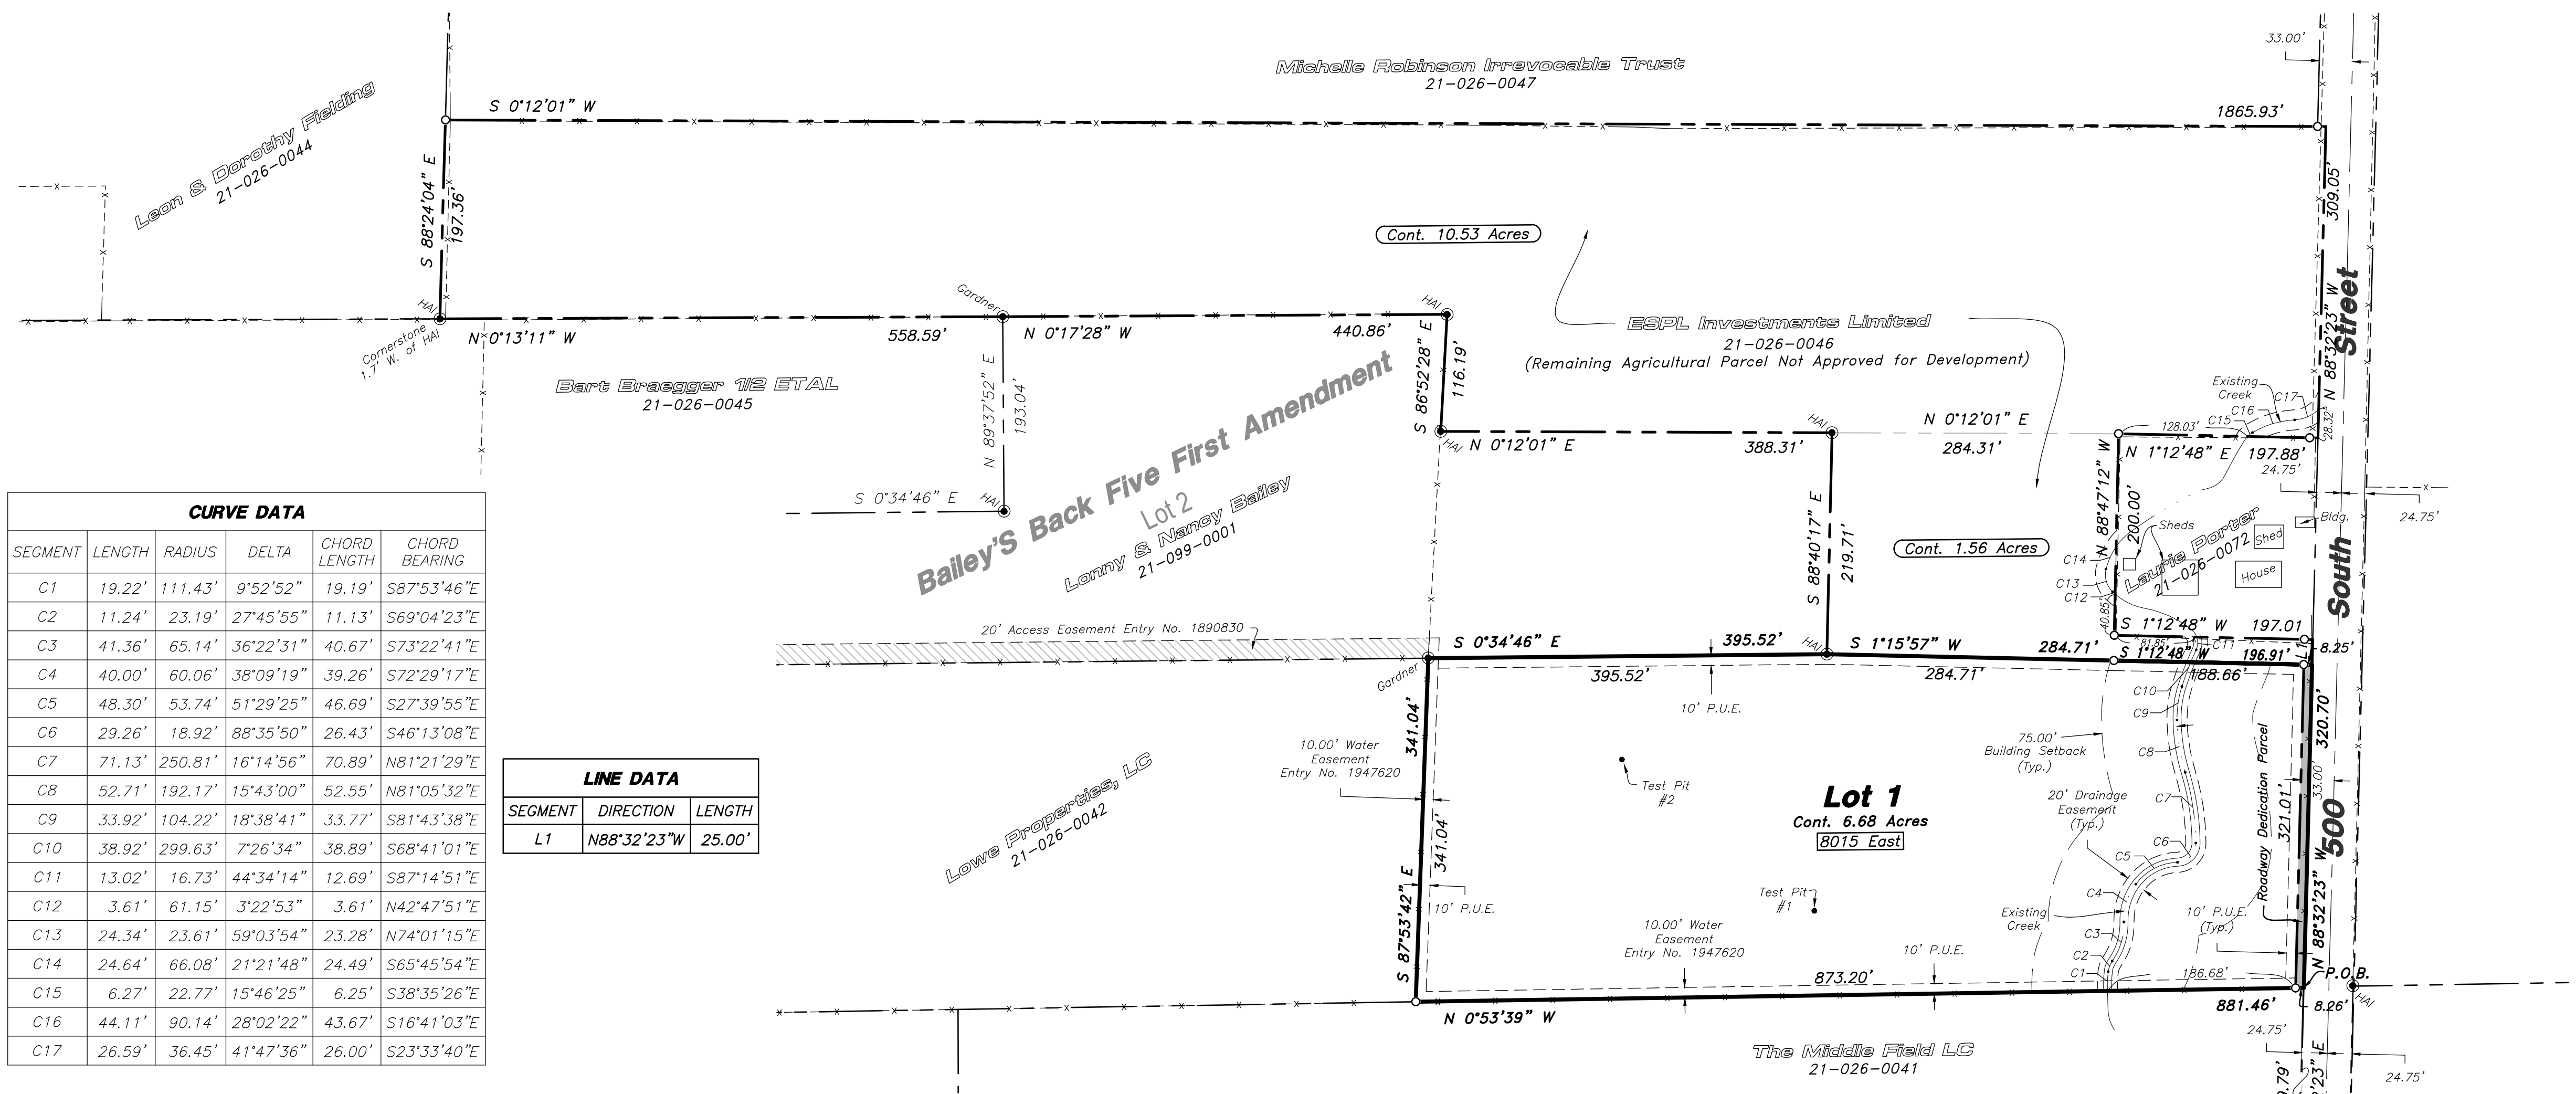 33.00'
Michelle Robinson Irrevocable Trust
21-026-0047
S 0°12'01" W
1865.93'
Leon & Dorothy Fielding
21-026-0044
S 88°24'04" E
197.36'
309.05'
N 88°32'23" W
Cont. 10.53 Acres
HAI
Cornerstone
1.7' W. of HAI
N 0°13'11" W
558.59'
Gardner
N 0°17'28" W
440.86'
HAI
S 86°52'28" E
116.19'
ESPL Investments Limited
21-026-0046
(Remaining Agricultural Parcel Not Approved for Development)
Bart Braegger 1/2 ETAL
21-026-0045
N 89°37'52" E
193.04'
S 0°34'46" E
HAI
Bailey'S Back Five First Amendment
Lot 2
Lonny & Nancy Bailey
21-099-0001
HAI
N 0°12'01" E
388.31'
HAI
N 0°12'01" E
284.31'
Existing
Creek
C17
C16
C15
128.03'
28.32'
N 1°12'48" E
197.88'
24.75'
24.75'
N 88°47'12" W
200.00'
Sheds
Bldg.
Shed
House
Laurie Porter
21-026-0072
C14
C13
C12
40.85'
S 88°40'17" E
219.71'
Cont. 1.56 Acres
500 South Street
20' Access Easement Entry No. 1890830
Gardner
S 0°34'46" E
395.52'
HAI
S 1°15'57" W
284.71'
S 1°12'48" W
197.01
81.85'
C11
S 1°12'48" W
196.91'
L1
8.25'
395.52'
284.71'
188.66'
10' P.U.E.
C10
C9
C8
C7
C6
C5
C4
C3
C2
C1
341.04'
341.04'
S 87°53'42" E
10.00' Water
Easement
Entry No. 1947620
10' P.U.E.
Test Pit
#2
Test Pit
#1
Lot 1
Cont. 6.68 Acres
8015 East
75.00'
Building Setback
(Typ.)
20' Drainage
Easement
(Typ.)
Existing
Creek
10' P.U.E.
(Typ.)
Roadway Dedication Parcel
321.01'
320.70'
33.00'
N 88°32'23" W
10.00' Water
Easement
Entry No. 1947620
10' P.U.E.
873.20'
186.68'
P.O.B.
HAI
N 0°53'39" W
881.46'
8.26'
24.75'
24.75'
Lowe Properties, LC
21-026-0042
The Middle Field LC
21-026-0041
CURVE DATA
SEGMENT LENGTH RADIUS DELTA CHORD LENGTH CHORD BEARING
C1 19.22' 111.43' 9°52'52" 19.19' S87°53'46"E
C2 11.24' 23.19' 27°45'55" 11.13' S69°04'23"E
C3 41.36' 65.14' 36°22'31" 40.67' S73°22'41"E
C4 40.00' 60.06' 38°09'19" 39.26' S72°29'17"E
C5 48.30' 53.74' 51°29'25" 46.69' S27°39'55"E
C6 29.26' 18.92' 88°35'50" 26.43' S46°13'08"E
C7 71.13' 250.81' 16°14'56" 70.89' N81°21'29"E
C8 52.71' 192.17' 15°43'00" 52.55' N81°05'32"E
C9 33.92' 104.22' 18°38'41" 33.77' S81°43'38"E
C10 38.92' 299.63' 7°26'34" 38.89' S68°41'01"E
C11 13.02' 16.73' 44°34'14" 12.69' S87°14'51"E
C12 3.61' 61.15' 3°22'53" 3.61' N42°47'51"E
C13 24.34' 23.61' 59°03'54" 23.28' N74°01'15"E
C14 24.64' 66.08' 21°21'48" 24.49' S65°45'54"E
C15 6.27' 22.77' 15°46'25" 6.25' S38°35'26"E
C16 44.11' 90.14' 28°02'22" 43.67' S16°41'03"E
C17 26.59' 36.45' 41°47'36" 26.00' S23°33'40"E
LINE DATA
SEGMENT DIRECTION LENGTH
L1 N88°32'23"W 25.00'